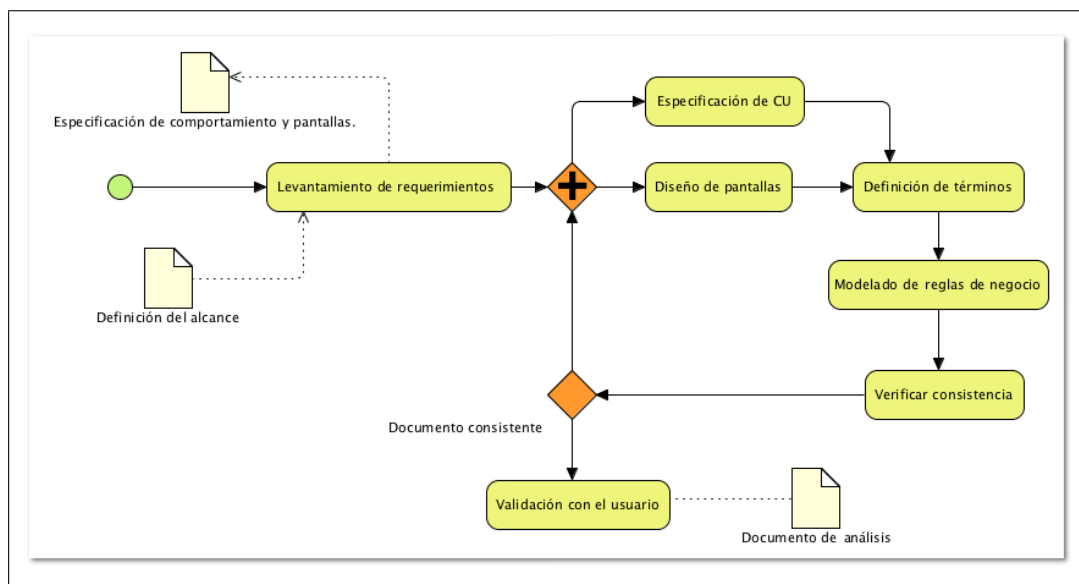 Especificación de comportamiento y pantallas.
Especificación de CU
Levantamiento de requerimientos
Diseño de pantallas
Definición de términos
Definición del alcance
Modelado de reglas de negocio
Verificar consistencia
Documento consistente
Validación con el usuario
Documento de análisis